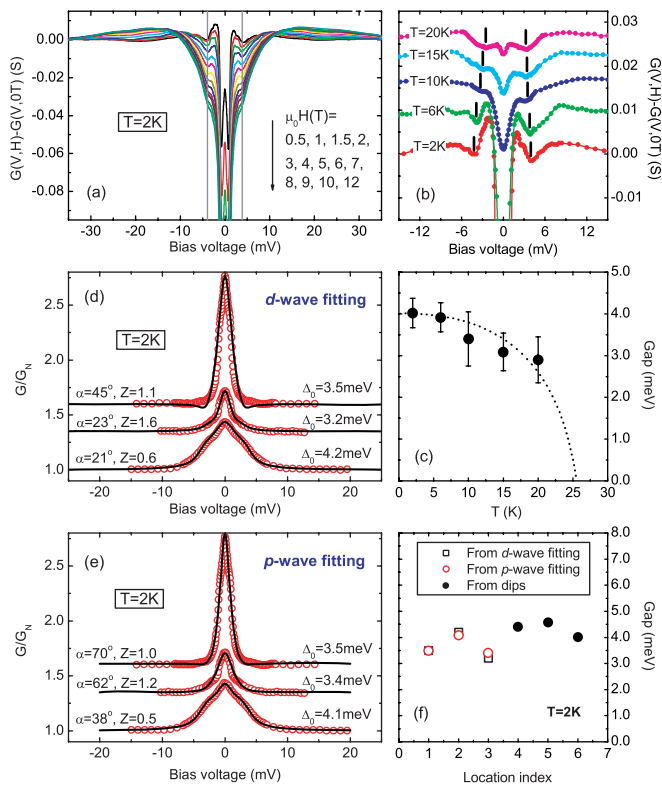 G(V,H)-G(V,0T) (S)
0.00
-0.02
-0.04
-0.06
-0.08
T=2K
μ₀H(T)=
0.5, 1, 1.5, 2,
3, 4, 5, 6, 7,
8, 9, 10, 12
(a)
-30 -20 -10 0 10 20 30
Bias voltage (mV)
T=20K
T=15K
T=10K
T=6K
T=2K
(b)
0.03
0.02
0.01
0.00
-0.01
G(V,H)-G(V,0T) (S)
-12 -6 0 6 12
Bias voltage (mV)
(d)
d-wave fitting
T=2K
G/G_N
2.5
2.0
1.5
1.0
α=45°, Z=1.1
Δ₀=3.5meV
α=23°, Z=1.6
Δ₀=3.2meV
α=21°, Z=0.6
Δ₀=4.2meV
-20 -10 0 10 20
Bias voltage (mV)
(c)
5.0
4.0
3.0
2.0
1.0
0.0
Gap (meV)
0 5 10 15 20 25 30
T (K)
(e)
p-wave fitting
T=2K
G/G_N
2.5
2.0
1.5
1.0
α=70°, Z=1.0
Δ₀=3.5meV
α=62°, Z=1.2
Δ₀=3.4meV
α=38°, Z=0.5
Δ₀=4.1meV
-20 -10 0 10 20
Bias voltage (mV)
From d-wave fitting
From p-wave fitting
From dips
8.0
7.0
6.0
5.0
4.0
3.0
2.0
1.0
0.0
Gap (meV)
(f)
T=2K
0 1 2 3 4 5 6 7
Location index